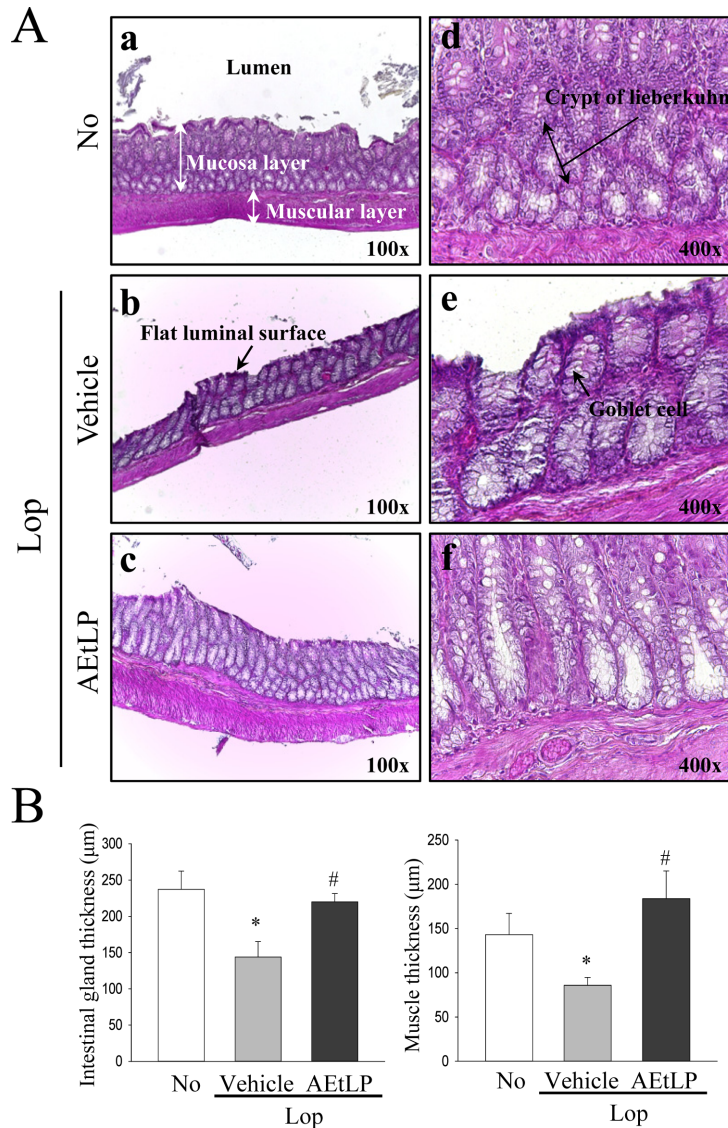 A
a
Lumen
Mucosa layer
Muscular layer
100x
d
Crypt of lieberkuhn
400x
No
b
Flat luminal surface
100x
e
Goblet cell
400x
Vehicle
Lop
c
100x
f
400x
AEtLP
B
Intestinal gland thickness (μm)
300
250
200
150
100
50
0
*
#
No Vehicle AEtLP
Lop
Muscle thickness (μm)
250
200
150
100
50
0
*
#
No Vehicle AEtLP
Lop